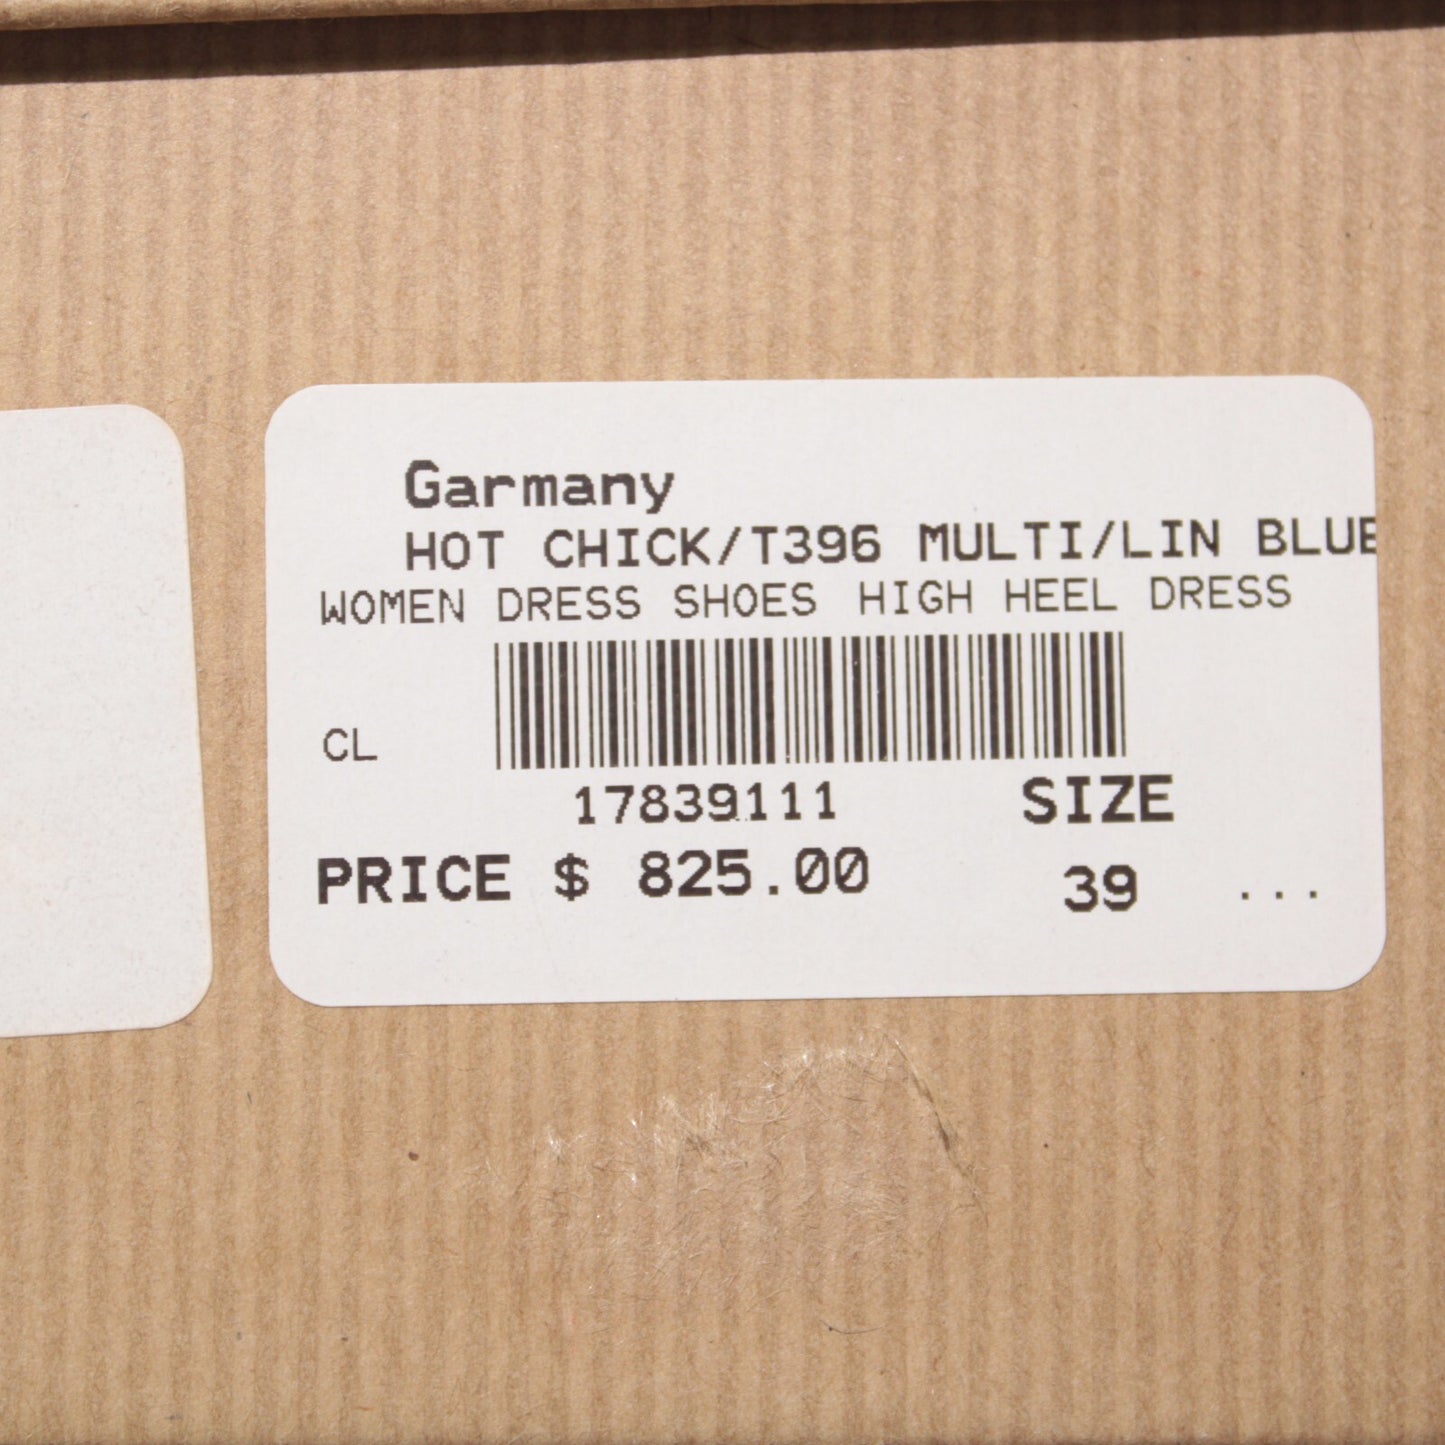 Garmany
HOT CHICK/T396 MULTI/LIN BLUE
WOMEN DRESS SHOES HIGH HEEL DRESS
CL
17839111 SIZE
PRICE $ 825.00 39 ...